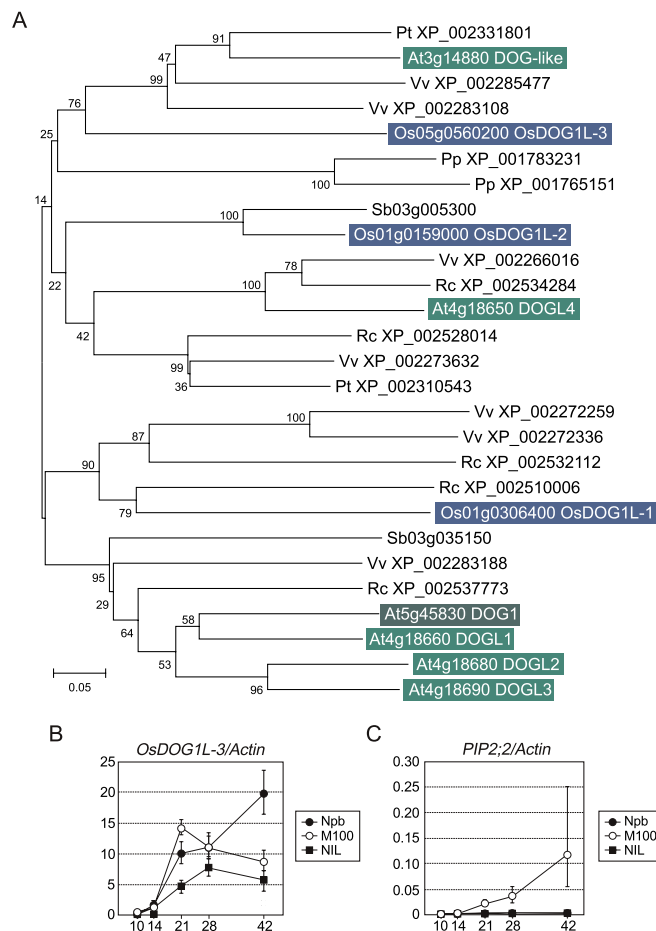 A
Pt XP_002331801
91
At3g14880 DOG-like
47
99
Vv XP_002285477
76
Vv XP_002283108
25
Os05g0560200 OsDOG1L-3
Pp XP_001783231
100
Pp XP_001765151
14
100
Sb03g005300
Os01g0159000 OsDOG1L-2
78
Vv XP_002266016
22
100
Rc XP_002534284
At4g18650 DOGL4
42
Rc XP_002528014
99
Vv XP_002273632
36
Pt XP_002310543
100
Vv XP_002272259
87
Vv XP_002272336
90
Rc XP_002532112
Rc XP_002510006
79
Os01g0306400 OsDOG1L-1
Sb03g035150
95
Vv XP_002283188
29
Rc XP_002537773
64
58
At5g45830 DOG1
At4g18660 DOGL1
53
At4g18680 DOGL2
96
At4g18690 DOGL3
0.05
B
OsDOG1L-3/Actin
25
20
15
10
5
0
10 14 21 28 42
Npb
M100
NIL
C
PIP2;2/Actin
0.30
0.25
0.20
0.15
0.10
0.05
0
10 14 21 28 42
Npb
M100
NIL